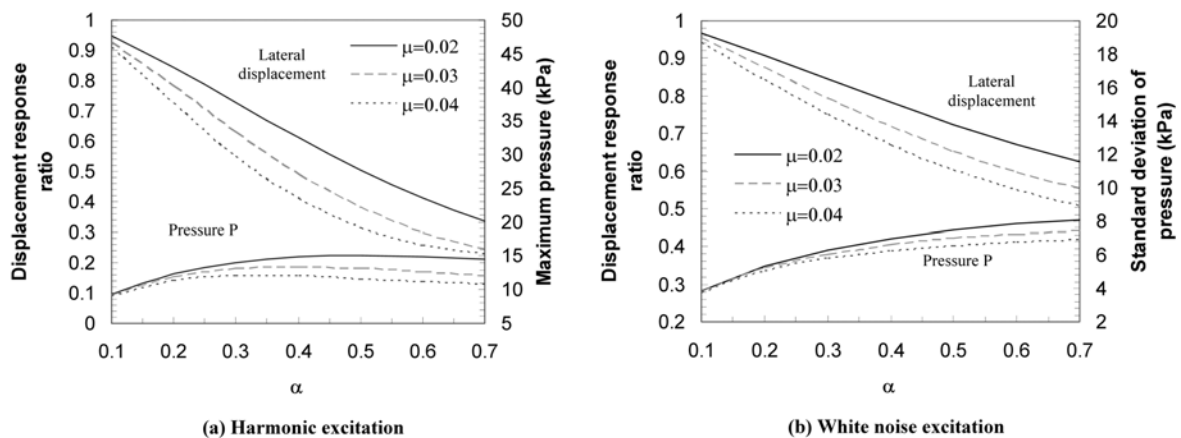 Displacement response
ratio
1
0.9
0.8
0.7
0.6
0.5
0.4
0.3
0.2
0.1
0
Lateral
displacement
μ=0.02
μ=0.03
μ=0.04
Pressure P
50
45
40
35
30
25
20
15
10
5
Maximum pressure (kPa)
0.1 0.2 0.3 0.4 0.5 0.6 0.7
α
(a) Harmonic excitation
Displacement response
ratio
1
0.9
0.8
0.7
0.6
0.5
0.4
0.3
0.2
Lateral
displacement
μ=0.02
μ=0.03
μ=0.04
Pressure P
20
18
16
14
12
10
8
6
4
2
Standard deviation of
pressure (kPa)
0.1 0.2 0.3 0.4 0.5 0.6 0.7
α
(b) White noise excitation